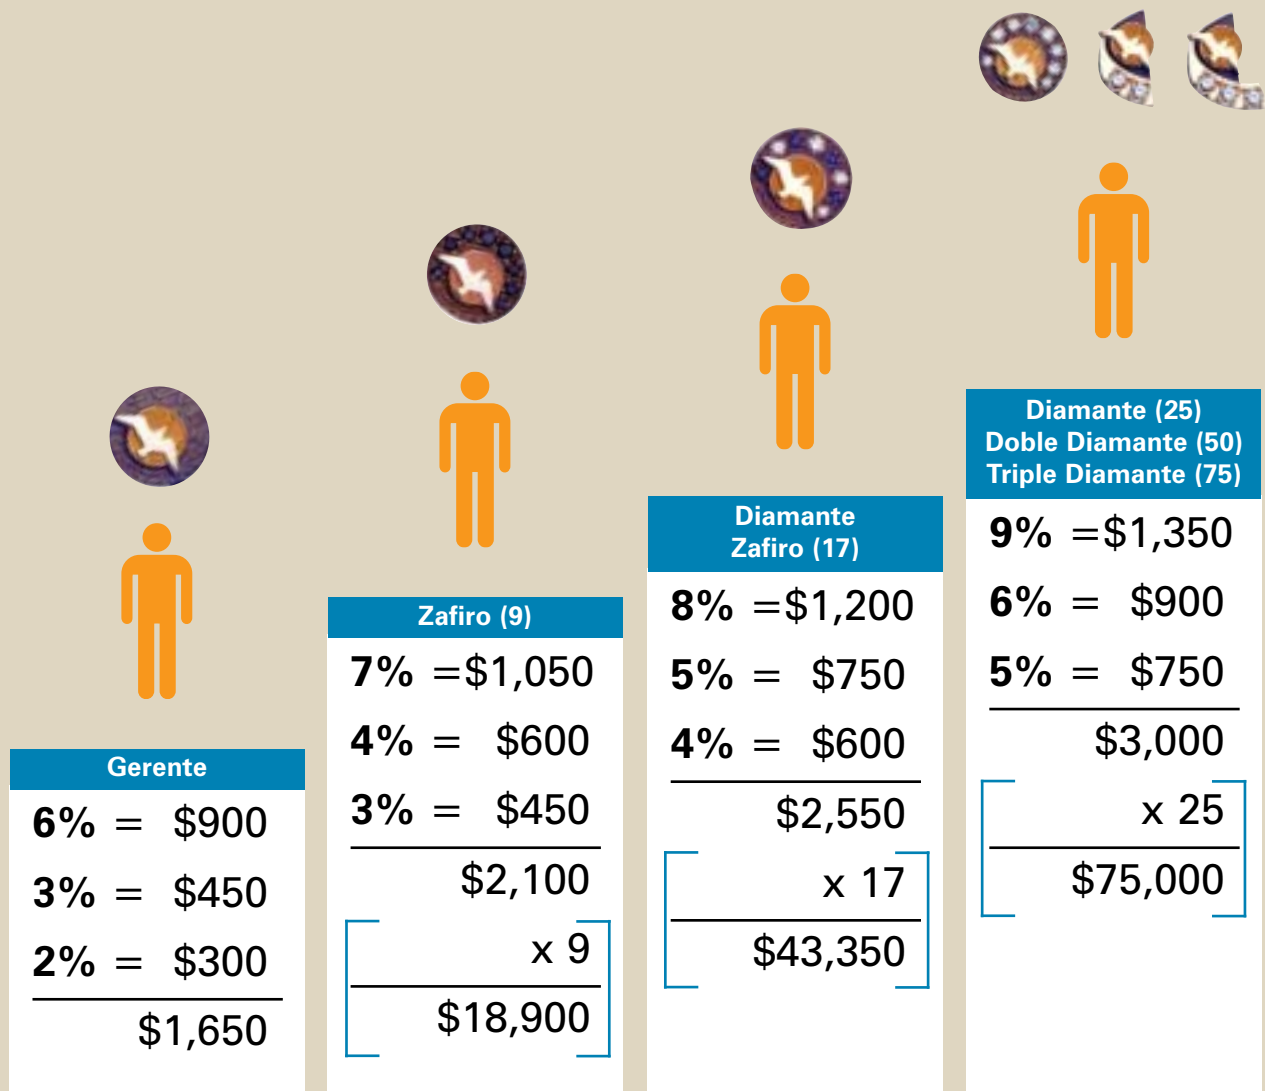 Gerente
6% = $900
3% = $450
2% = $300
$1,650
Zafiro (9)
7% =$1,050
4% = $600
3% = $450
$2,100
x 9
$18,900
Diamante
Zafiro (17)
8% =$1,200
5% = $750
4% = $600
$2,550
x 17
$43,350
Diamante (25)
Doble Diamante (50)
Triple Diamante (75)
9% =$1,350
6% = $900
5% = $750
$3,000
x 25
$75,000